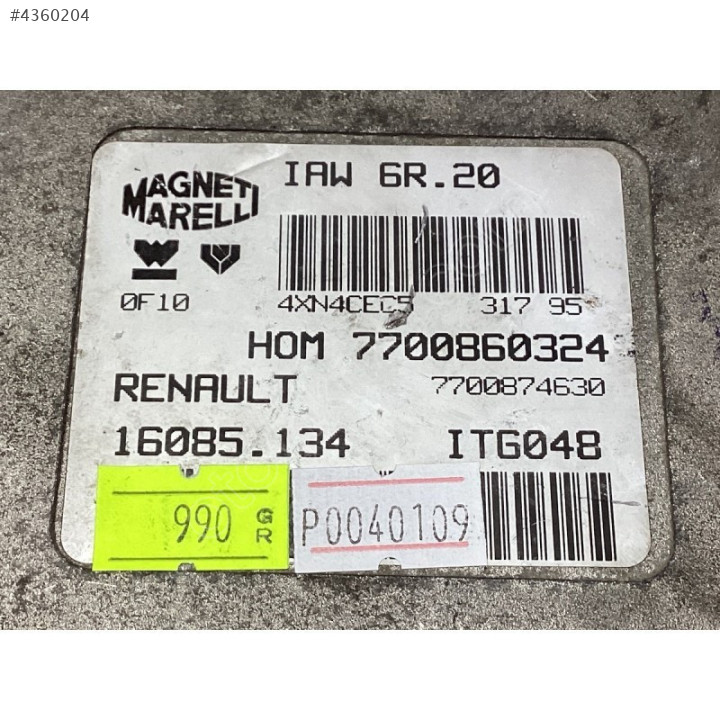 #4360204
MAGNETI
MARELLI
IAW 6R.20
0F10
4XN4CEC5 317 95
HOM 7700860324
RENAULT 7700874630
16085.134 ITG048
990 GR
P0040109